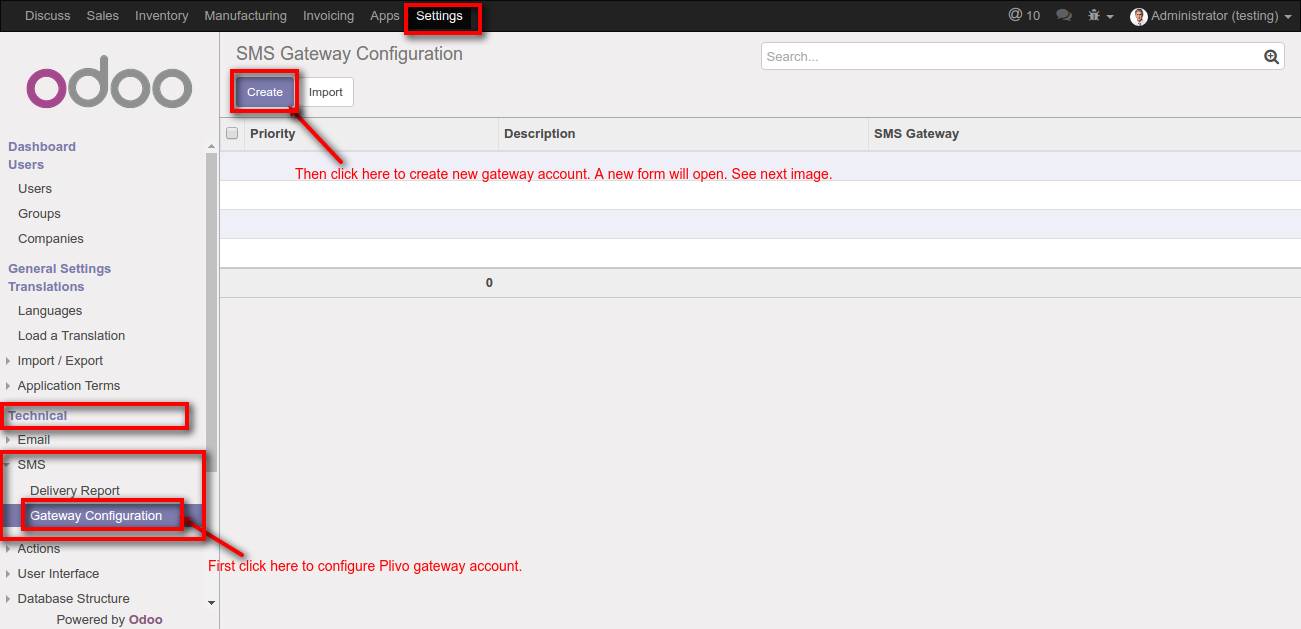 Discuss Sales Inventory Manufacturing Invoicing Apps Settings @ 10 Administrator (testing)
odoo
Dashboard
Users
Users
Groups
Companies
General Settings
Translations
Languages
Load a Translation
Import / Export
Application Terms
Technical
Email
SMS
Delivery Report
Gateway Configuration
Actions
User Interface
Database Structure
Powered by Odoo
SMS Gateway Configuration
Search...
Create Import
Priority Description SMS Gateway
Then click here to create new gateway account. A new form will open. See next image.
0
First click here to configure Plivo gateway account.